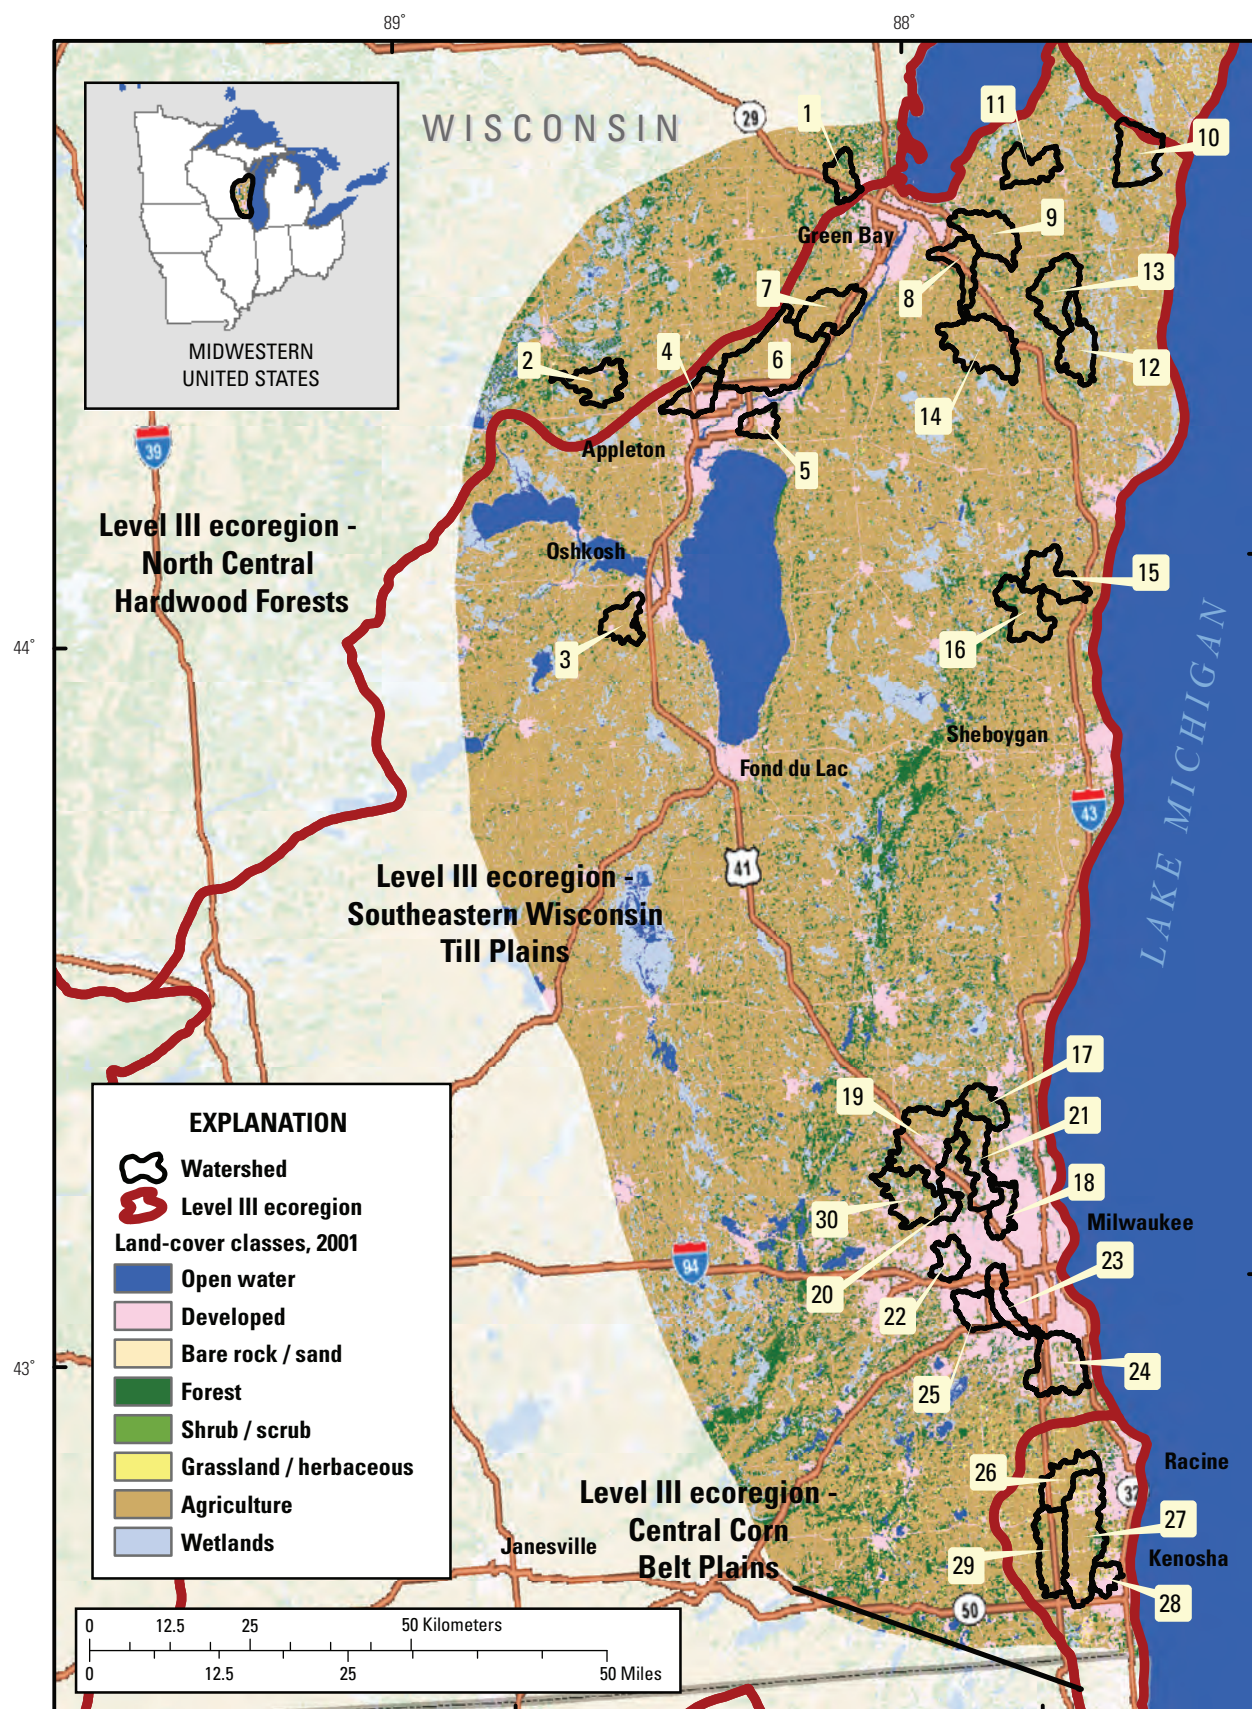 89°
88°
WISCONSIN
29
1
11
10
MIDWESTERN
UNITED STATES
Green Bay
9
8
13
7
2
4
6
12
14
39
Appleton
5
Level III ecoregion -
North Central
Hardwood Forests
Oshkosh
15
44°
3
16
LAKE MICHIGAN
Sheboygan
Fond du Lac
43
41
Level III ecoregion -
Southeastern Wisconsin
Till Plains
17
19
21
18
30
Milwaukee
94
20
22
23
43°
25
24
EXPLANATION
Watershed
Level III ecoregion
Land-cover classes, 2001
Open water
Developed
Bare rock / sand
Forest
Shrub / scrub
Grassland / herbaceous
Agriculture
Wetlands
Racine
26
32
Level III ecoregion -
Central Corn
Belt Plains
27
Janesville
Kenosha
29
28
50
0 12.5 25 50 Kilometers
0 12.5 25 50 Miles